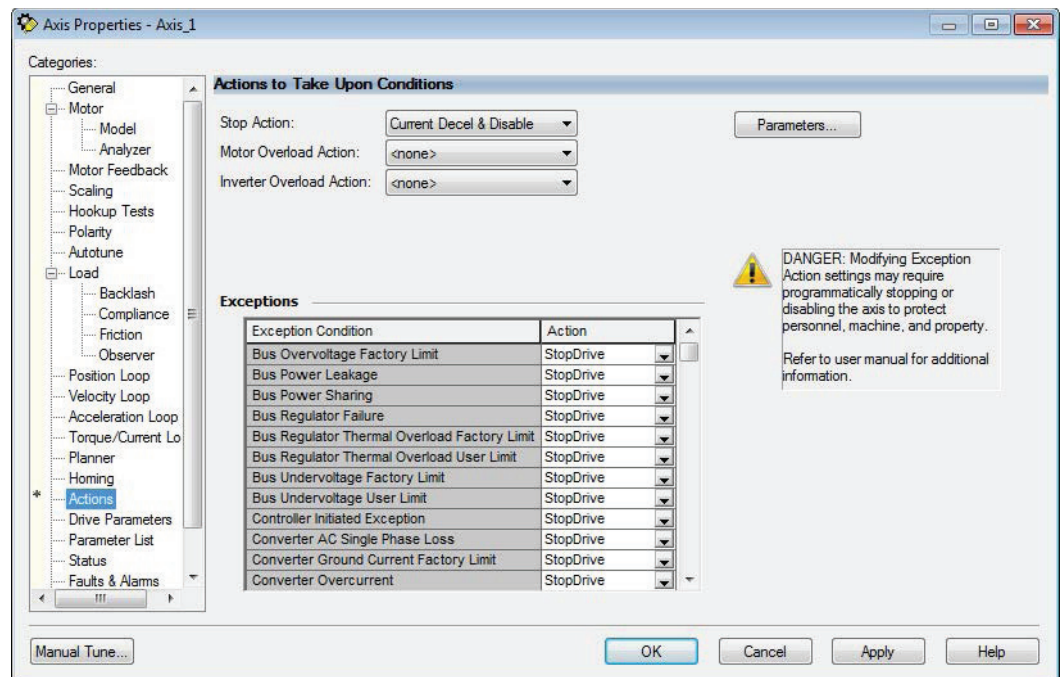 Axis Properties - Axis_1
Categories:
General
Motor
Model
Analyzer
Motor Feedback
Scaling
Hookup Tests
Polarity
Autotune
Load
Backlash
Compliance
Friction
Observer
Position Loop
Velocity Loop
Acceleration Loop
Torque/Current Lo
Planner
Homing
* Actions
Drive Parameters
Parameter List
Status
Faults & Alarms
Actions to Take Upon Conditions
Stop Action: Current Decel & Disable
Motor Overload Action: <none>
Inverter Overload Action: <none>
Parameters...
DANGER: Modifying Exception
Action settings may require
programmatically stopping or
disabling the axis to protect
personnel, machine, and property.
Refer to user manual for additional
information.
Exceptions
Exception Condition Action
Bus Overvoltage Factory Limit StopDrive
Bus Power Leakage StopDrive
Bus Power Sharing StopDrive
Bus Regulator Failure StopDrive
Bus Regulator Thermal Overload Factory Limit StopDrive
Bus Regulator Thermal Overload User Limit StopDrive
Bus Undervoltage Factory Limit StopDrive
Bus Undervoltage User Limit StopDrive
Controller Initiated Exception StopDrive
Converter AC Single Phase Loss StopDrive
Converter Ground Current Factory Limit StopDrive
Converter Overcurrent StopDrive
Manual Tune... OK Cancel Apply Help